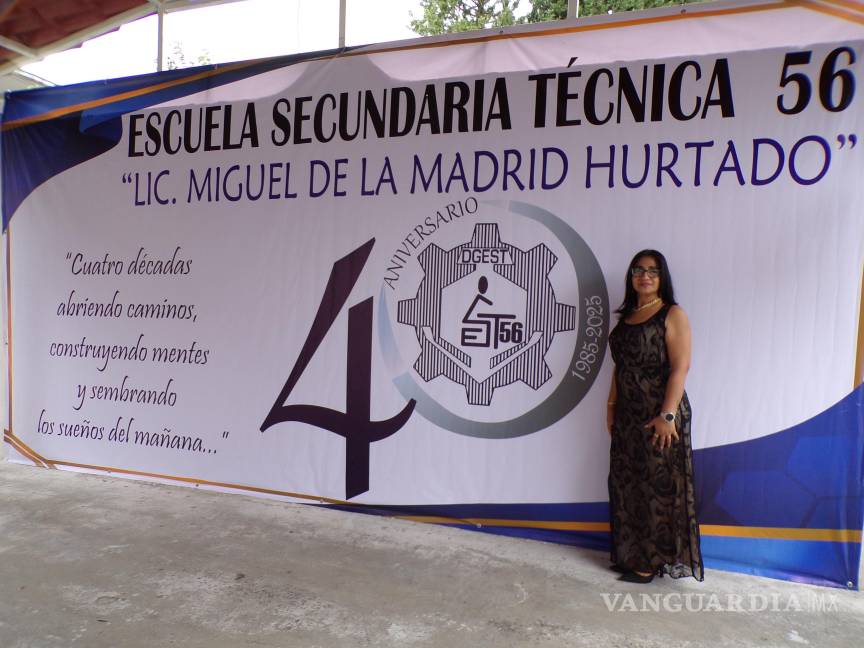 ESCUELA SECUNDARIA TÉCNICA 56
“LIC. MIGUEL DE LA MADRID HURTADO”
“Cuatro décadas
abriendo caminos,
construyendo mentes
y sembrando
los sueños del mañana...”
40
ANIVERSARIO
DGEST
EST56
1985-2025
VANGUARDIA|MX